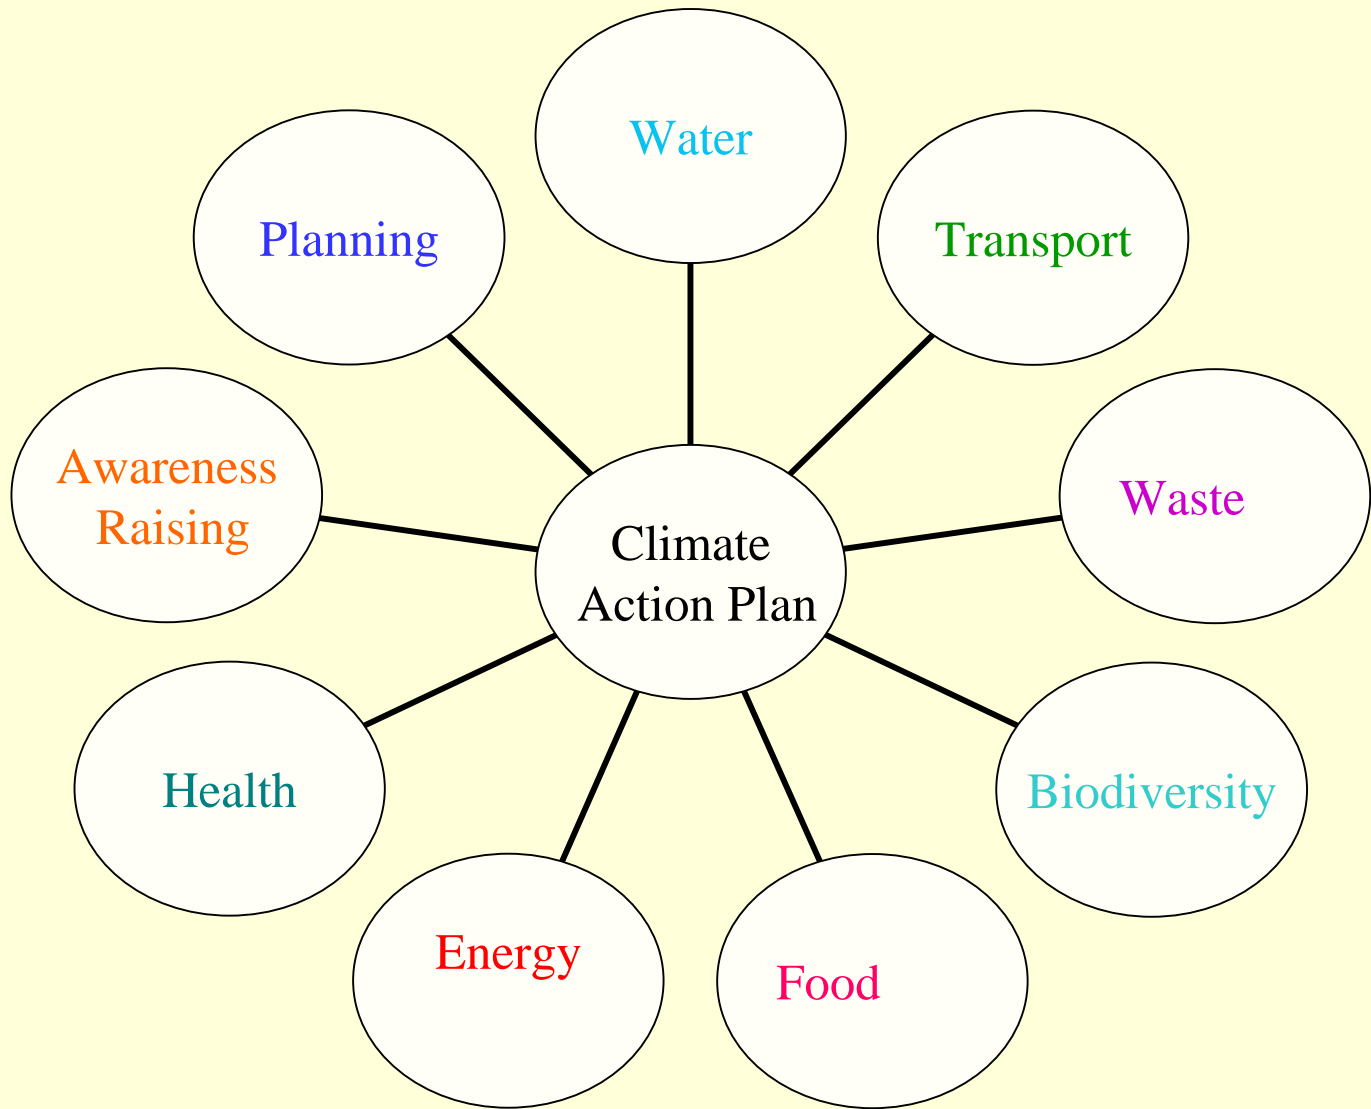 Water
Planning
Transport
Awareness
Raising
Waste
Climate
Action Plan
Health
Biodiversity
Energy
Food